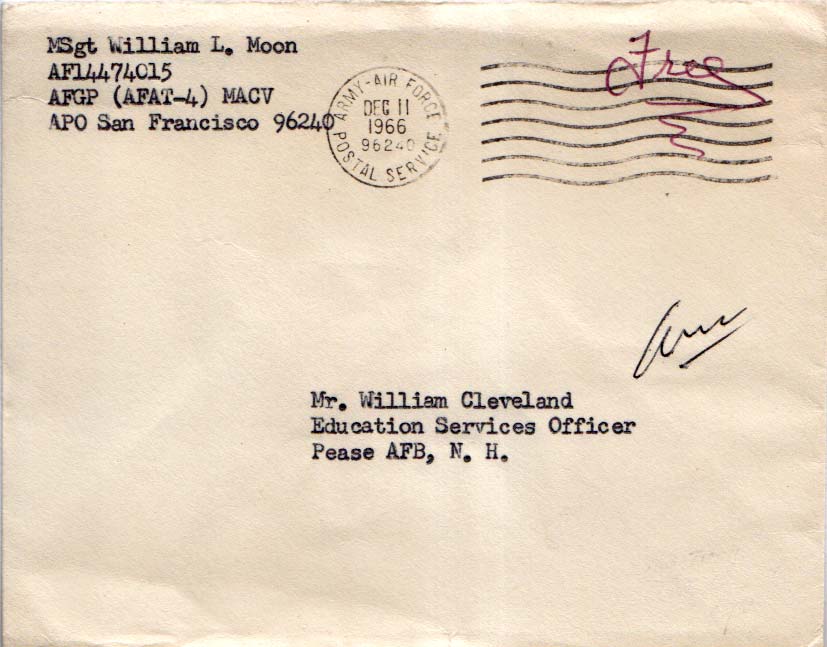 MSgt William L. Moon
AF14474015
AFGP (AFAT-4) MACV
APO San Francisco 96240
ARMY-AIR FORCE
DEC 11
1966
96240
POSTAL SERVICE
Free
Mr. William Cleveland
Education Services Officer
Pease AFB, N. H.